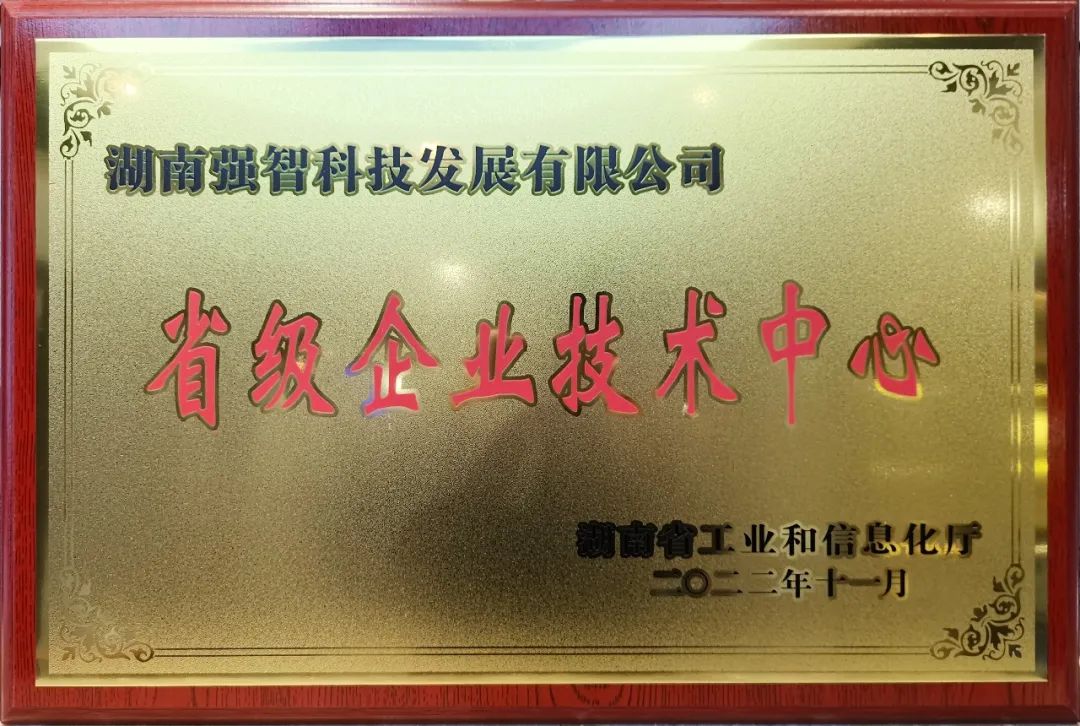 湖南强智科技发展有限公司
省级企业技术中心
湖南省工业和信息化厅
二〇二二年十一月